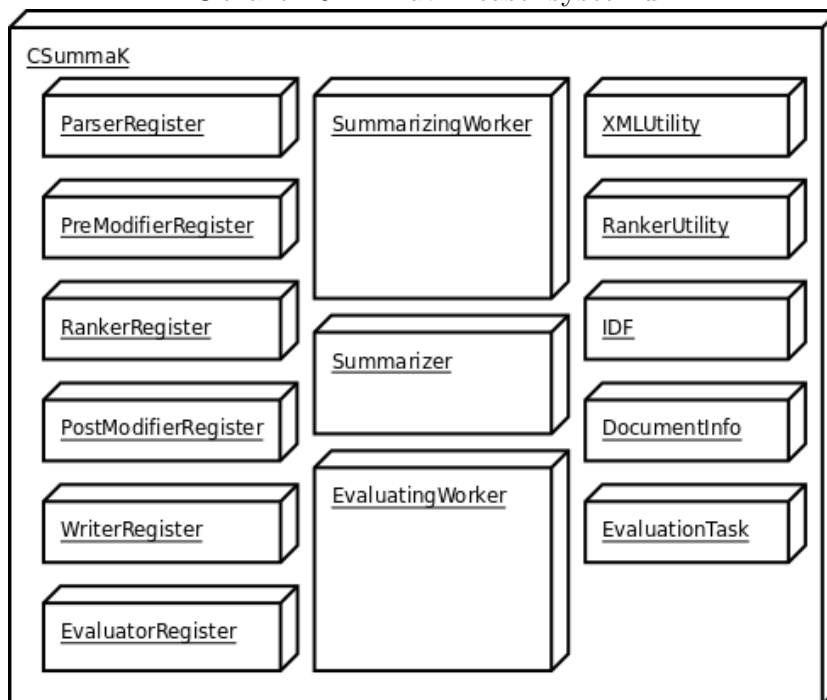 CSummaK
ParserRegister
PreModifierRegister
RankerRegister
PostModifierRegister
WriterRegister
EvaluatorRegister
SummarizingWorker
Summarizer
EvaluatingWorker
XMLUtility
RankerUtility
IDF
DocumentInfo
EvaluationTask